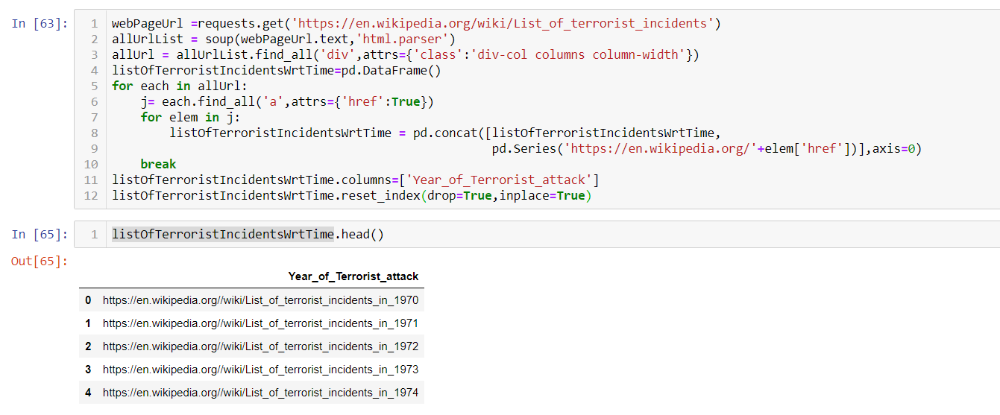 In [63]:
1 webPageUrl =requests.get('https://en.wikipedia.org/wiki/List_of_terrorist_incidents')
2 allUrlList = soup(webPageUrl.text,'html.parser')
3 allUrl = allUrlList.find_all('div',attrs={'class':'div-col columns column-width'})
4 listOfTerroristIncidentsWrtTime=pd.DataFrame()
5 for each in allUrl:
6     j= each.find_all('a',attrs={'href':True})
7     for elem in j:
8         listOfTerroristIncidentsWrtTime = pd.concat([listOfTerroristIncidentsWrtTime,
9                                                      pd.Series('https://en.wikipedia.org/'+elem['href'])],axis=0)
10     break
11 listOfTerroristIncidentsWrtTime.columns=['Year_of_Terrorist_attack']
12 listOfTerroristIncidentsWrtTime.reset_index(drop=True,inplace=True)
In [65]:
1 listOfTerroristIncidentsWrtTime.head()
Out[65]:
Year_of_Terrorist_attack
0 https://en.wikipedia.org//wiki/List_of_terrorist_incidents_in_1970
1 https://en.wikipedia.org//wiki/List_of_terrorist_incidents_in_1971
2 https://en.wikipedia.org//wiki/List_of_terrorist_incidents_in_1972
3 https://en.wikipedia.org//wiki/List_of_terrorist_incidents_in_1973
4 https://en.wikipedia.org//wiki/List_of_terrorist_incidents_in_1974